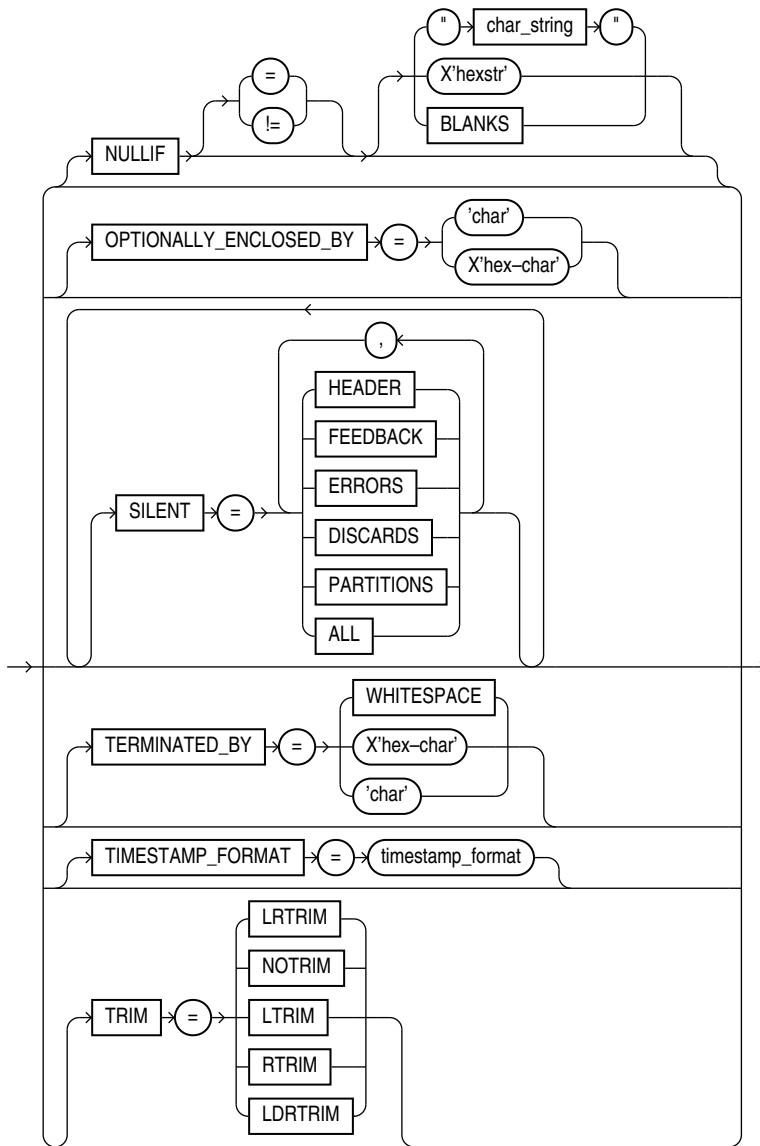 " char_string "
=
X'hexstr'
!=
BLANKS
NULLIF
'char'
OPTIONALLY_ENCLOSED_BY =
X'hex–char'
,
HEADER
FEEDBACK
ERRORS
SILENT =
DISCARDS
PARTITIONS
ALL
WHITESPACE
TERMINATED_BY = X'hex–char'
'char'
TIMESTAMP_FORMAT = timestamp_format
LRTRIM
NOTRIM
TRIM = LTRIM
RTRIM
LDRTRIM